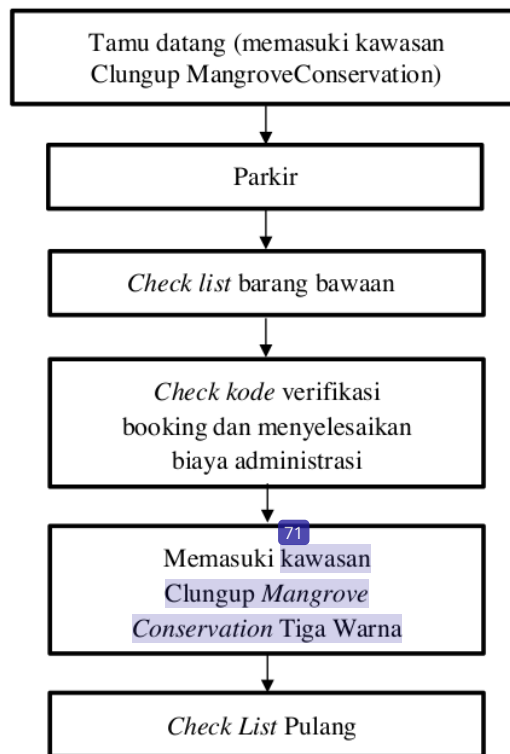 Tamu datang (memasuki kawasan
Clungup MangroveConservation)
Parkir
Check list barang bawaan
Check kode verifikasi
booking dan menyelesaikan
biaya administrasi
71
Memasuki kawasan
Clungup Mangrove
Conservation Tiga Warna
Check List Pulang